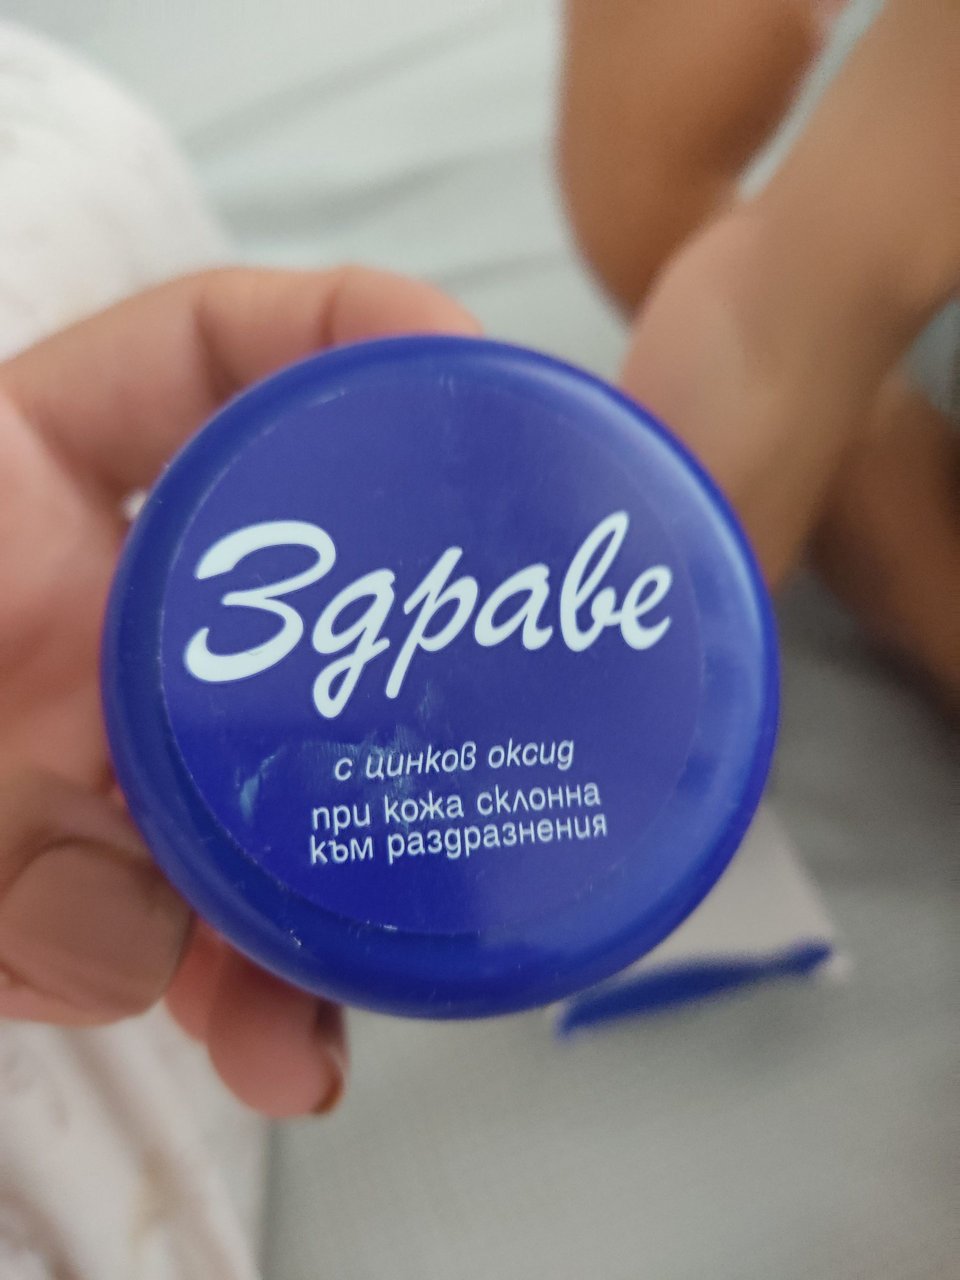 Здраве
с цинков оксид
при кожа склонна
към раздразнения